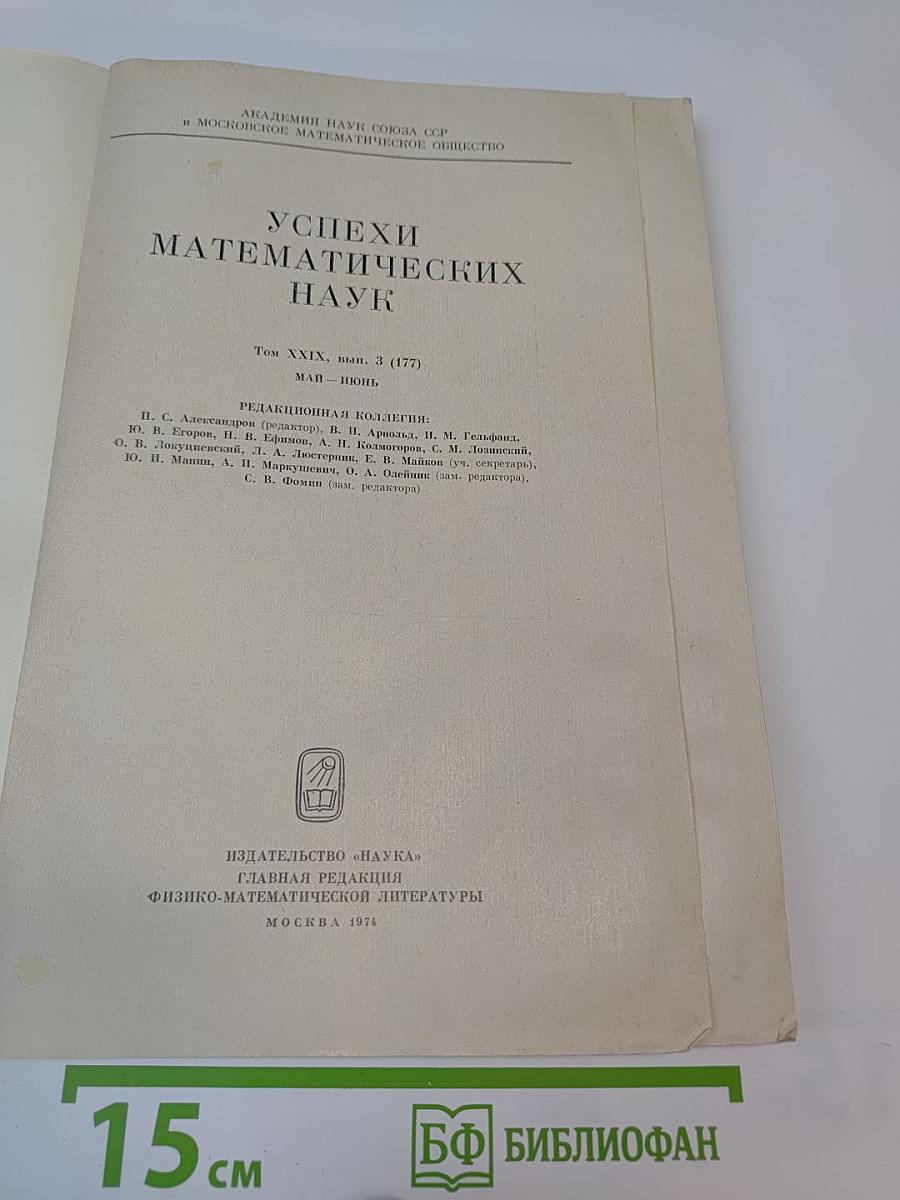 АКАДЕМИЯ НАУК СОЮЗА ССР
и МОСКОВСКОЕ МАТЕМАТИЧЕСКОЕ ОБЩЕСТВО
УСПЕХИ
МАТЕМАТИЧЕСКИХ
НАУК
Том XXIX, вып. 3 (177)
МАЙ — ИЮНЬ
РЕДАКЦИОННАЯ КОЛЛЕГИЯ:
П. С. Александров (редактор), В. И. Арнольд, И. М. Гельфанд,
Ю. В. Егоров, Н. В. Ефимов, А. Н. Колмогоров, С. М. Лозинский,
О. В. Локуциевский, Л. А. Люстерник, Е. В. Майков (уч. секретарь),
Ю. И. Манин, А. И. Маркушевич, О. А. Олейник (зам. редактора),
С. В. Фомин (зам. редактора)
ИЗДАТЕЛЬСТВО «НАУКА»
ГЛАВНАЯ РЕДАКЦИЯ
ФИЗИКО-МАТЕМАТИЧЕСКОЙ ЛИТЕРАТУРЫ
МОСКВА 1974
15 см
БФ БИБЛИОФАН